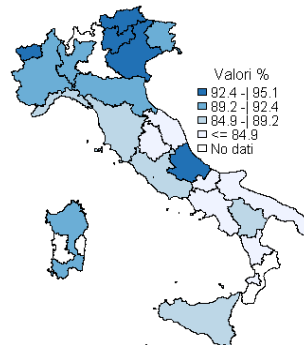 Valori %
92.4 -| 95.1
89.2 -| 92.4
84.9 -| 89.2
<= 84.9
No dati